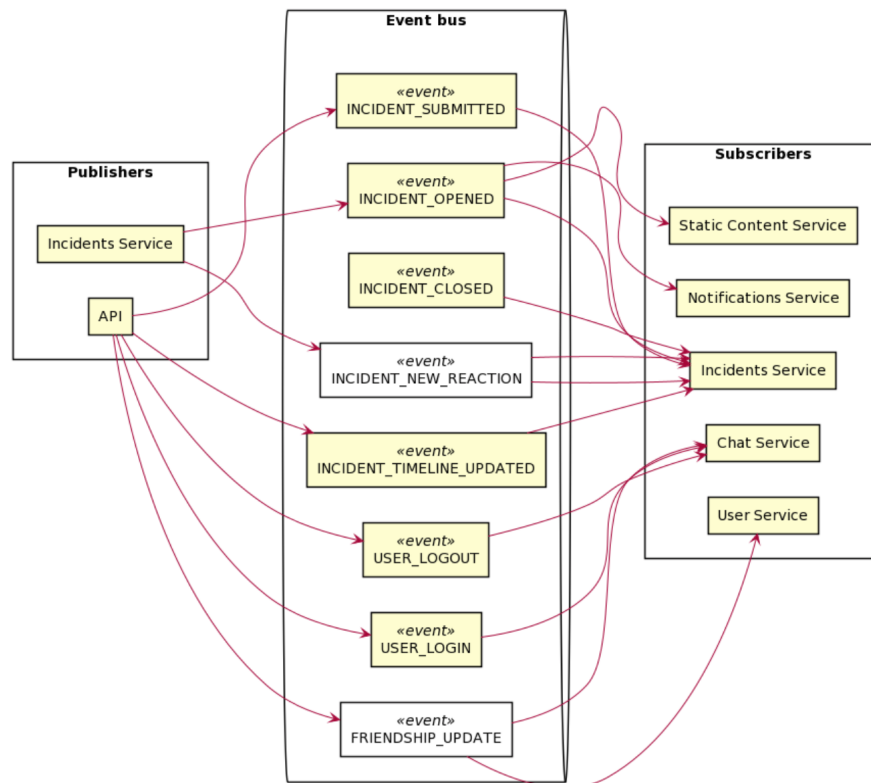 Event bus
«event»
INCIDENT_SUBMITTED
Publishers
Subscribers
«event»
INCIDENT_OPENED
Incidents Service
Static Content Service
«event»
INCIDENT_CLOSED
Notifications Service
API
«event»
INCIDENT_NEW_REACTION
Incidents Service
«event»
INCIDENT_TIMELINE_UPDATED
Chat Service
«event»
USER_LOGOUT
User Service
«event»
USER_LOGIN
«event»
FRIENDSHIP_UPDATE